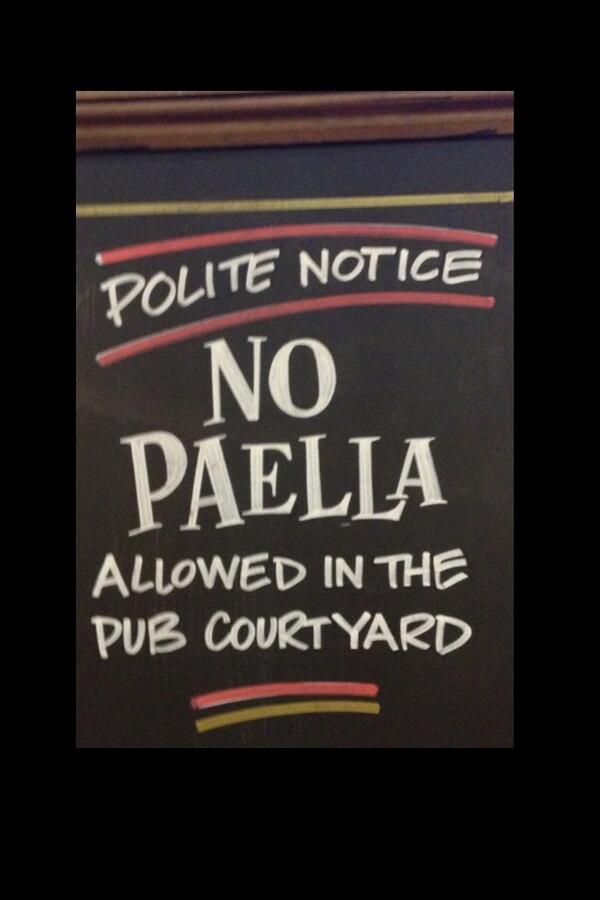 POLITE NOTICE
NO
PAELLA
ALLOWED IN THE
PUB COURTYARD